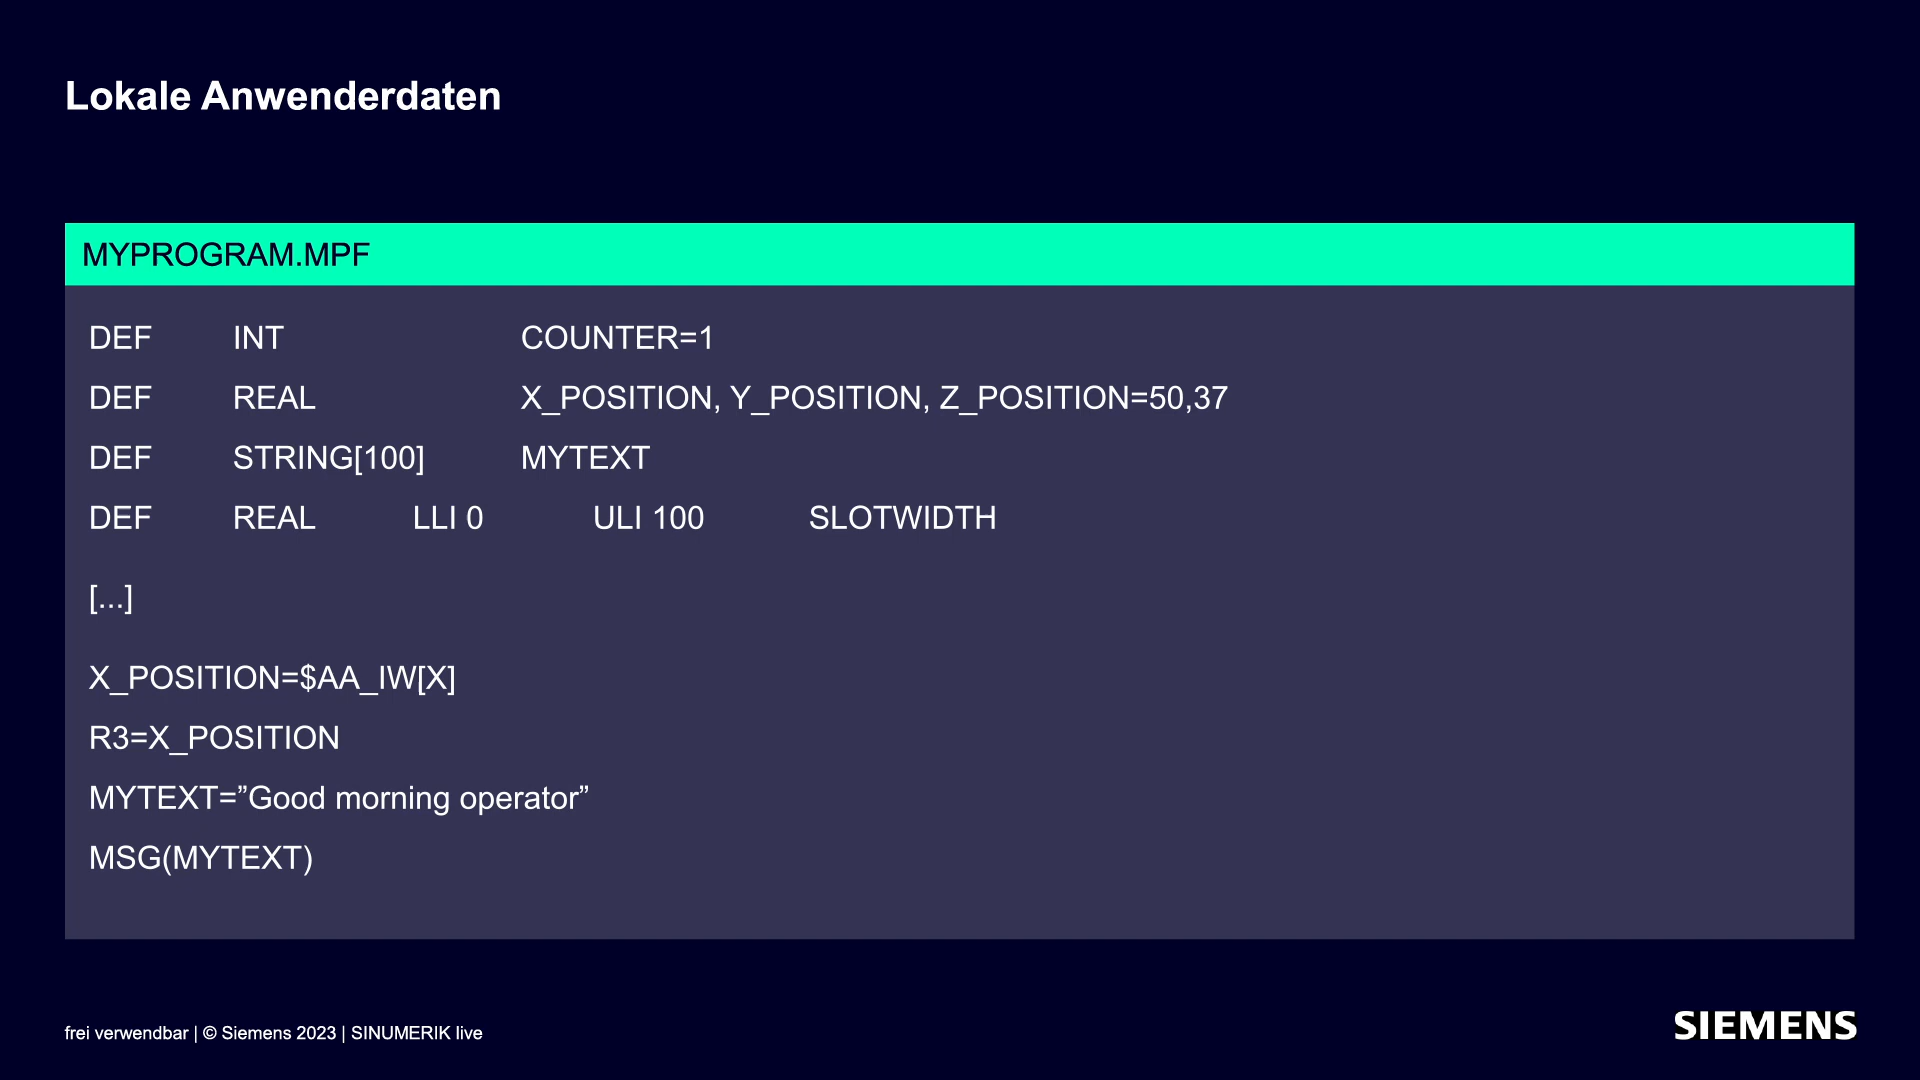 Lokale Anwenderdaten
MYPROGRAM.MPF
DEF INT COUNTER=1
DEF REAL X_POSITION, Y_POSITION, Z_POSITION=50,37
DEF STRING[100] MYTEXT
DEF REAL LLI 0 ULI 100 SLOTWIDTH
[...]
X_POSITION=$AA_IW[X]
R3=X_POSITION
MYTEXT=”Good morning operator”
MSG(MYTEXT)
frei verwendbar | © Siemens 2023 | SINUMERIK live
SIEMENS